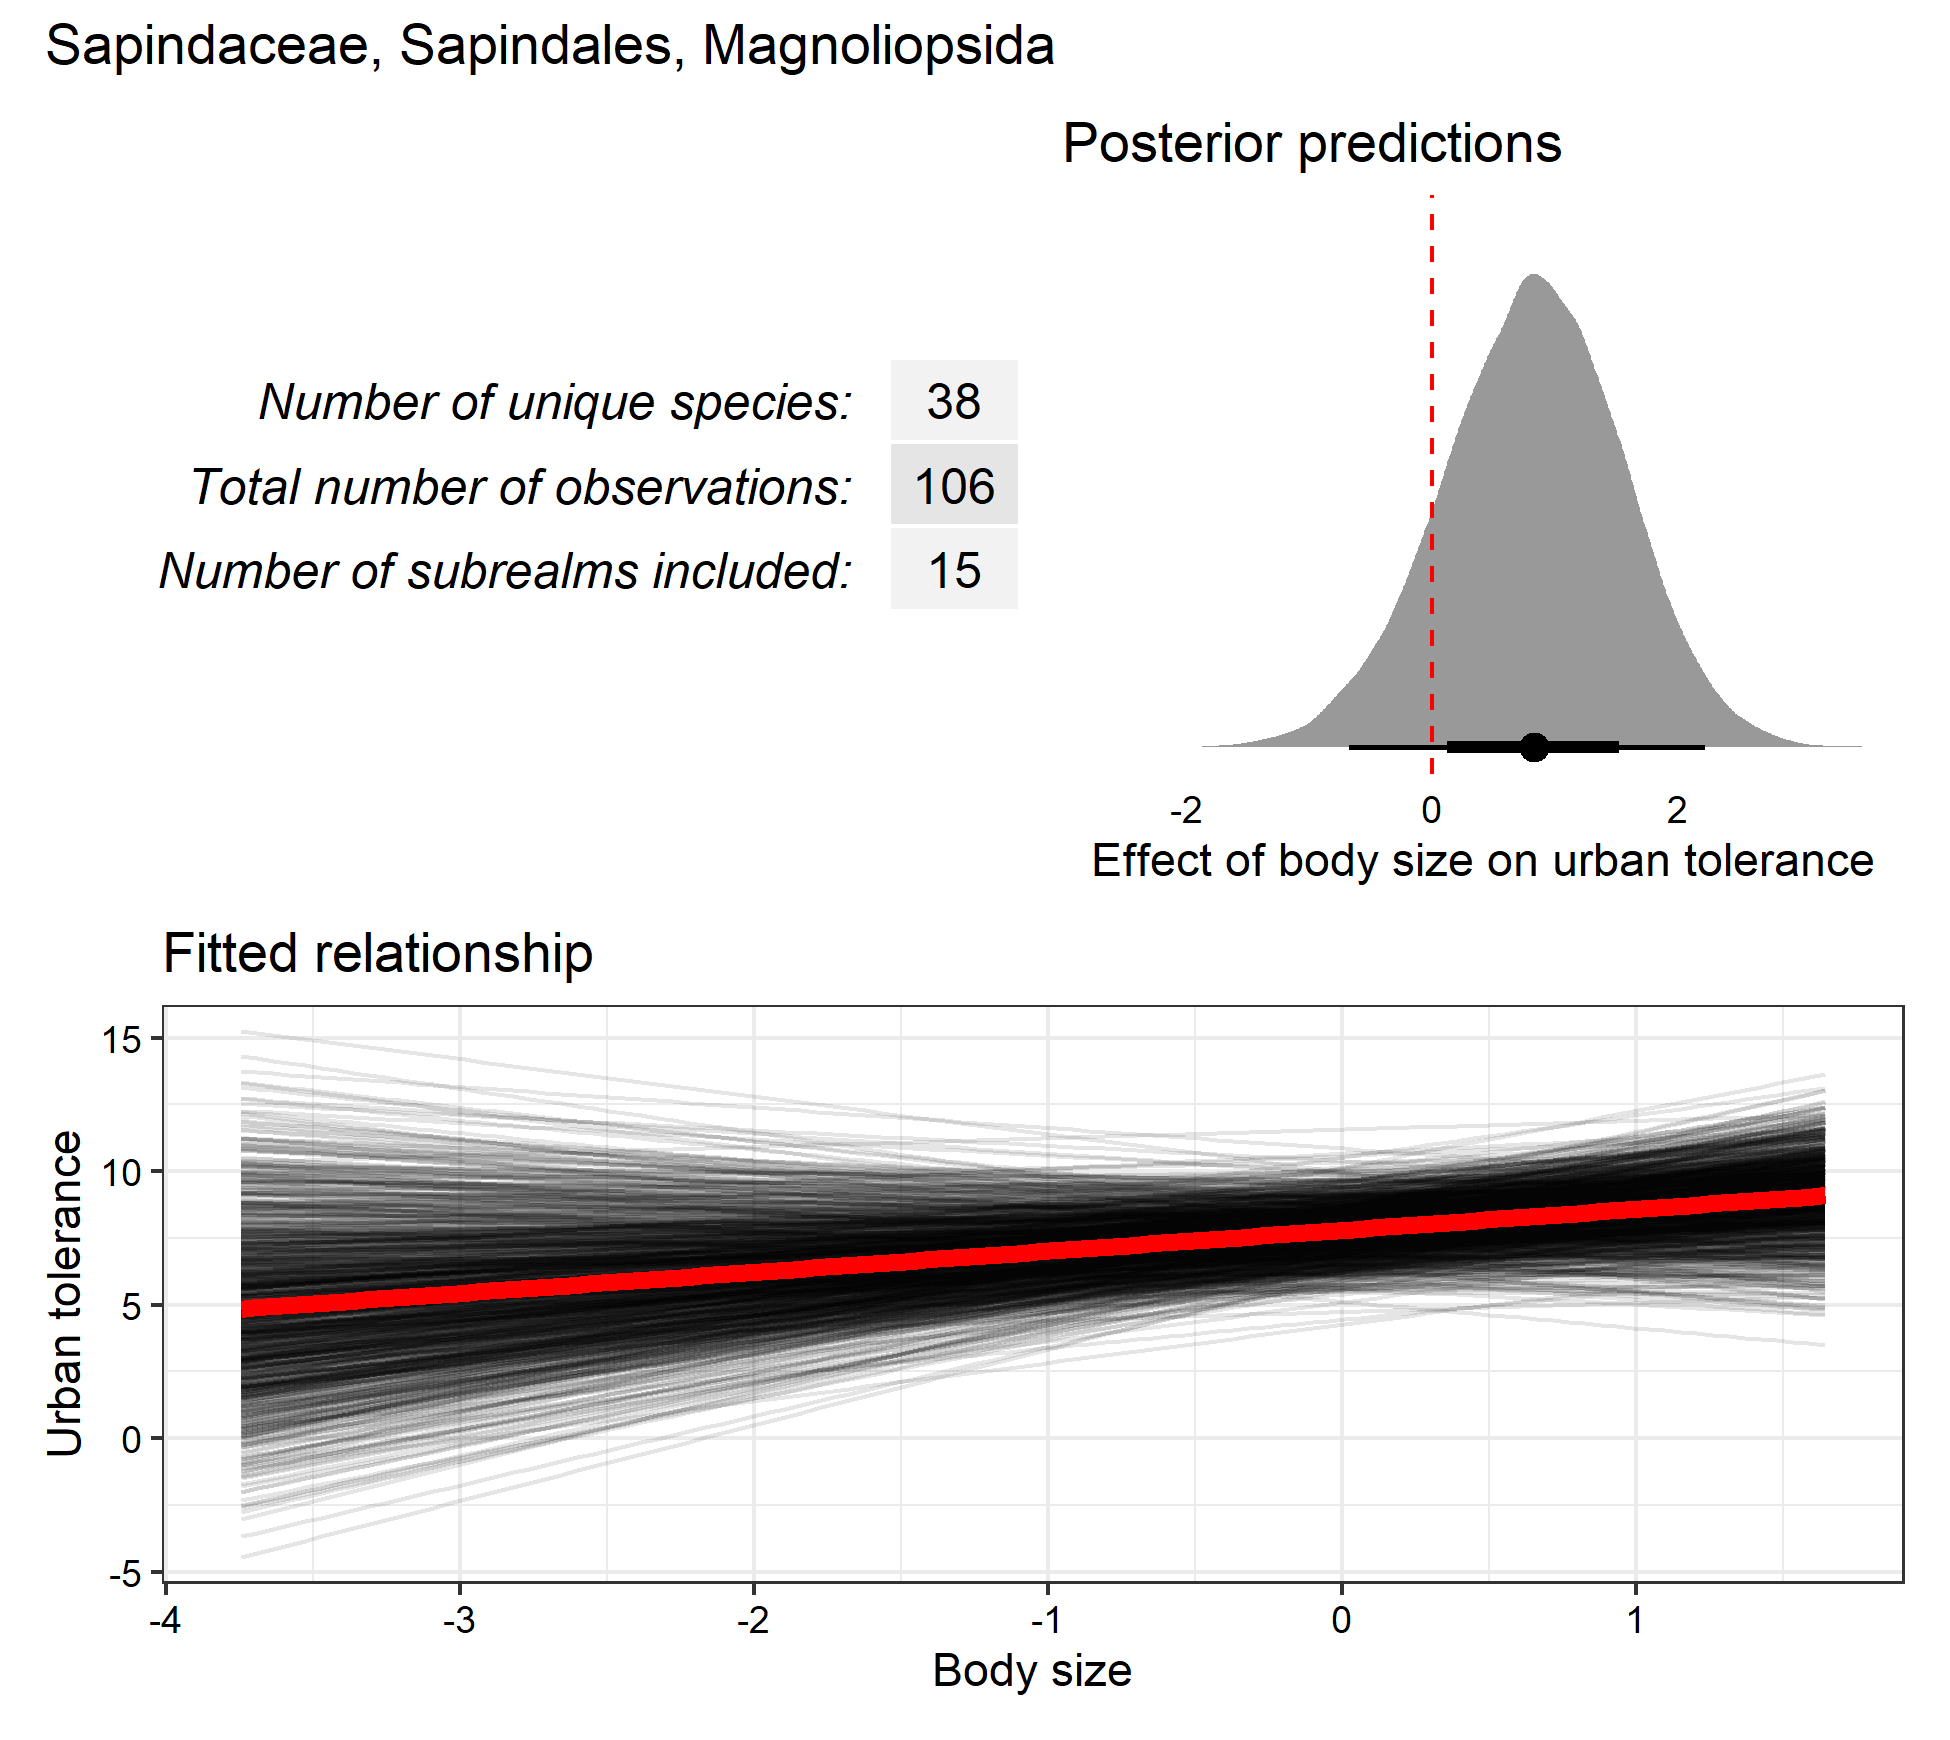 Sapindaceae, Sapindales, Magnoliopsida
Posterior predictions
Number of unique species: 38
Total number of observations: 106
Number of subrealms included: 15
-2 0 2
Effect of body size on urban tolerance
Fitted relationship
Urban tolerance
15
10
5
0
-5
-4 -3 -2 -1 0 1
Body size